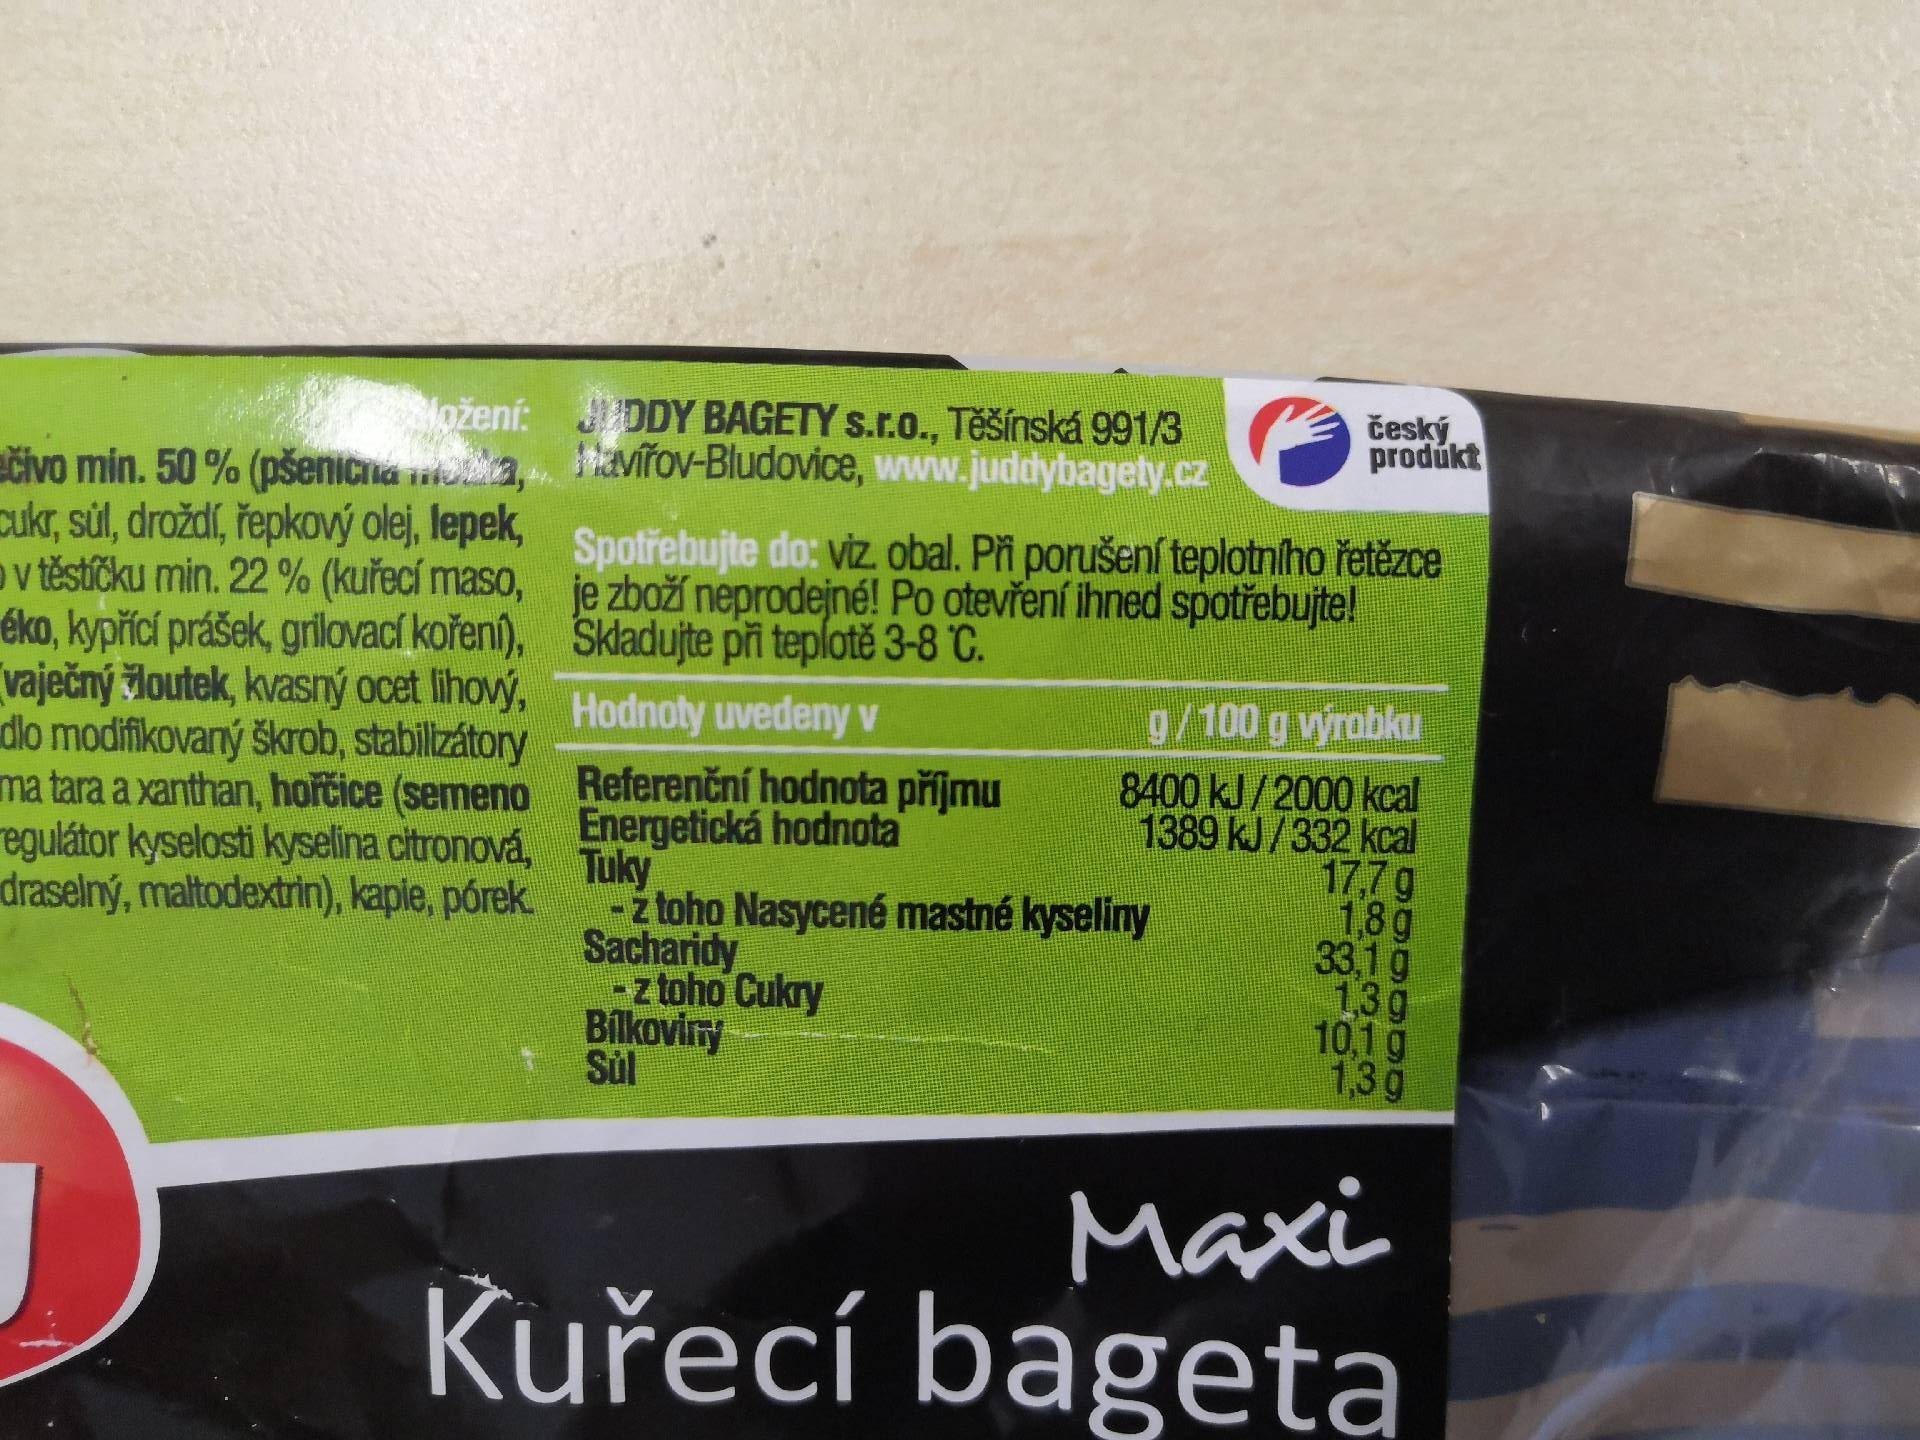 složení:
ečivo min. 50 % (pšeničná mouka,
cukr, sůl, droždí, řepkový olej, lepek,
v těstíčku min. 22 % (kuřecí maso,
éko, kypřící prášek, grilovací koření),
(vaječný žloutek, kvasný ocet lihový,
dlo modifikovaný škrob, stabilizátory
ma tara a xanthan, hořčice (semeno
regulátor kyselosti kyselina citronová,
draselný, maltodextrin), kapie, pórek.
JUDDY BAGETY s.r.o., Těšínská 991/3
Havířov-Bludovice, www.juddybagety.cz
český
produkt
Spotřebujte do: viz. obal. Při porušení teplotního řetězce
je zboží neprodejné! Po otevření ihned spotřebujte!
Skladujte při teplotě 3-8 °C.
Hodnoty uvedeny v g / 100 g výrobku
Referenční hodnota příjmu 8400 kJ / 2000 kcal
Energetická hodnota 1389 kJ / 332 kcal
Tuky 17,7 g
- z toho Nasycené mastné kyseliny 1,8 g
Sacharidy 33,1 g
- z toho Cukry 1,3 g
Bílkoviny 10,1 g
Sůl 1,3 g
Maxi
Kuřecí bageta